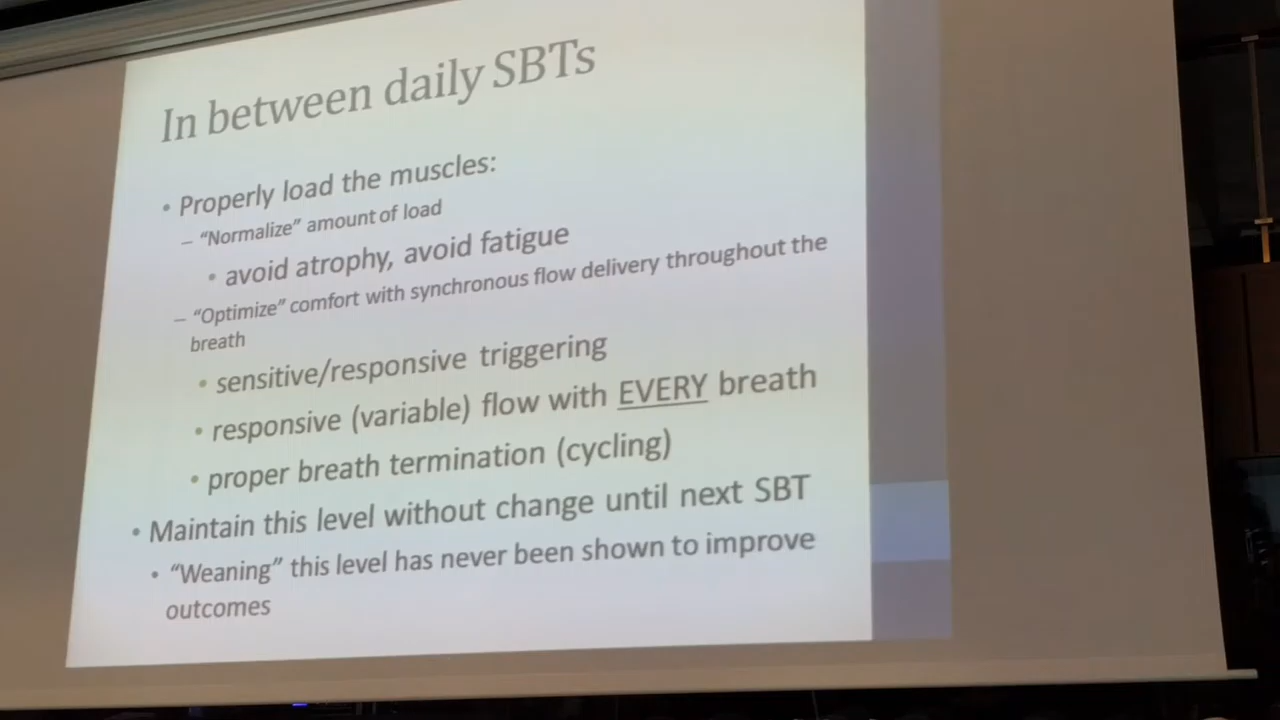 In between daily SBTs
• Properly load the muscles:
– “Normalize” amount of load
• avoid atrophy, avoid fatigue
– “Optimize” comfort with synchronous flow delivery throughout the
breath
• sensitive/responsive triggering
• responsive (variable) flow with EVERY breath
• proper breath termination (cycling)
• Maintain this level without change until next SBT
• “Weaning” this level has never been shown to improve
outcomes